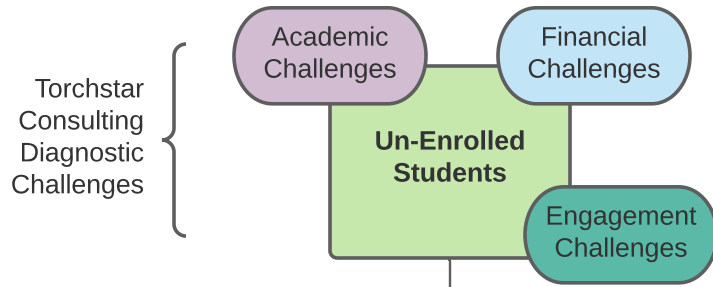 Torchstar
Consulting
Diagnostic
Challenges
Academic
Challenges
Financial
Challenges
Un-Enrolled
Students
Engagement
Challenges